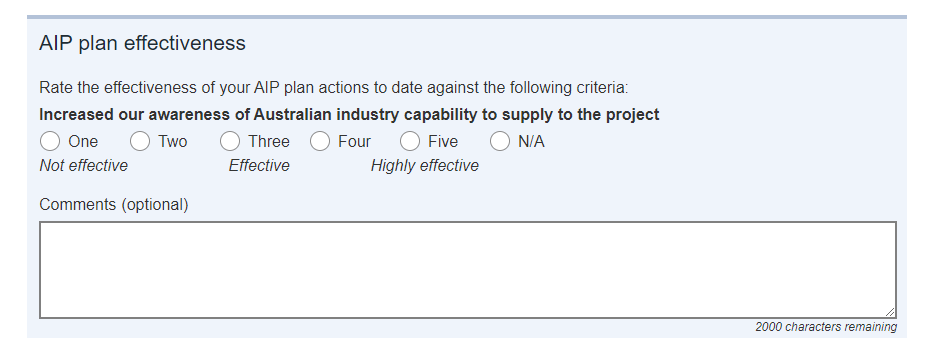 AIP plan effectiveness
Rate the effectiveness of your AIP plan actions to date against the following criteria:
Increased our awareness of Australian industry capability to supply to the project
One Two Three Four Five N/A
Not effective Effective Highly effective
Comments (optional)
2000 characters remaining